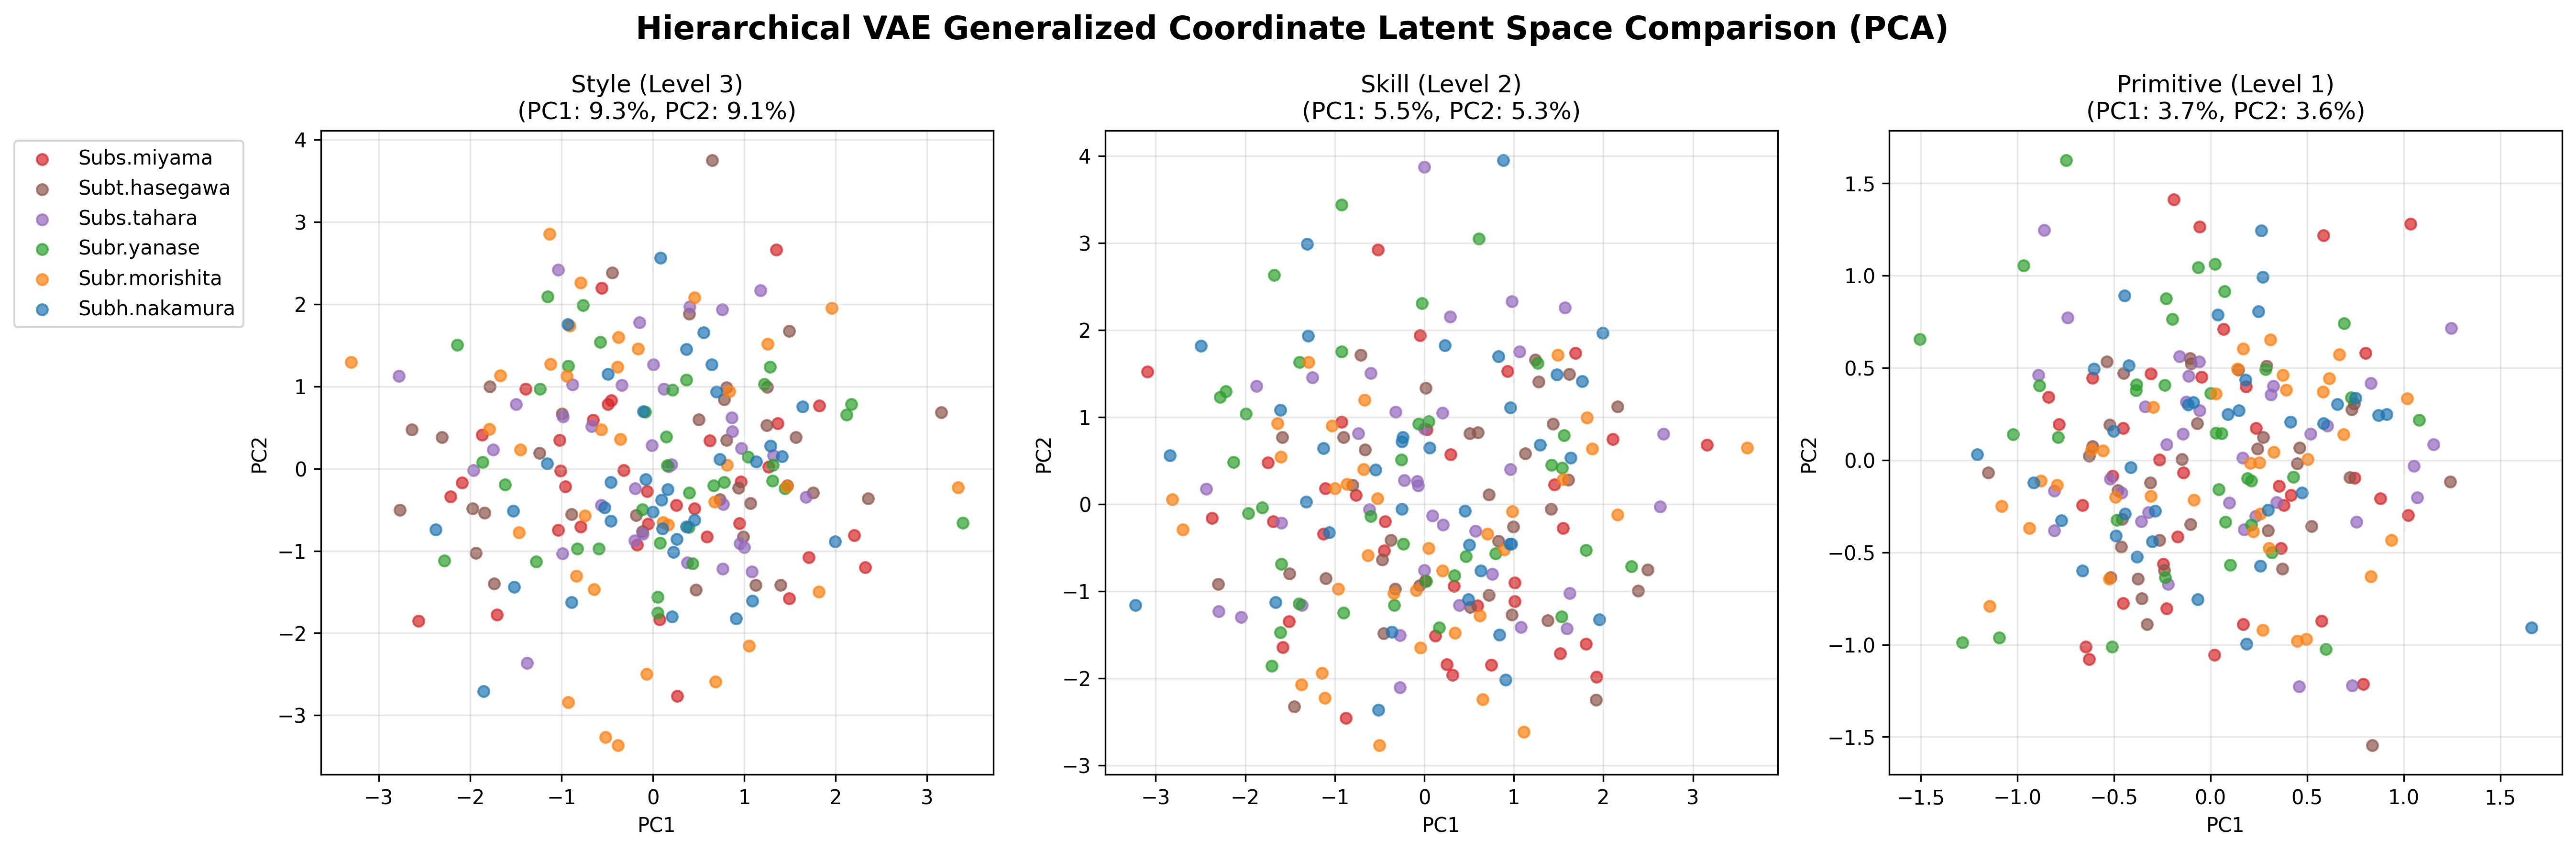 Hierarchical VAE Generalized Coordinate Latent Space Comparison (PCA)
Subs.miyama
Subt.hasegawa
Subs.tahara
Subr.yanase
Subr.morishita
Subh.nakamura
Style (Level 3)
(PC1: 9.3%, PC2: 9.1%)
4
3
2
1
0
−1
−2
−3
PC2
−3 −2 −1 0 1 2 3
PC1
Skill (Level 2)
(PC1: 5.5%, PC2: 5.3%)
4
3
2
1
0
−1
−2
−3
PC2
−3 −2 −1 0 1 2 3
PC1
Primitive (Level 1)
(PC1: 3.7%, PC2: 3.6%)
1.5
1.0
0.5
0.0
−0.5
−1.0
−1.5
PC2
−1.5 −1.0 −0.5 0.0 0.5 1.0 1.5
PC1